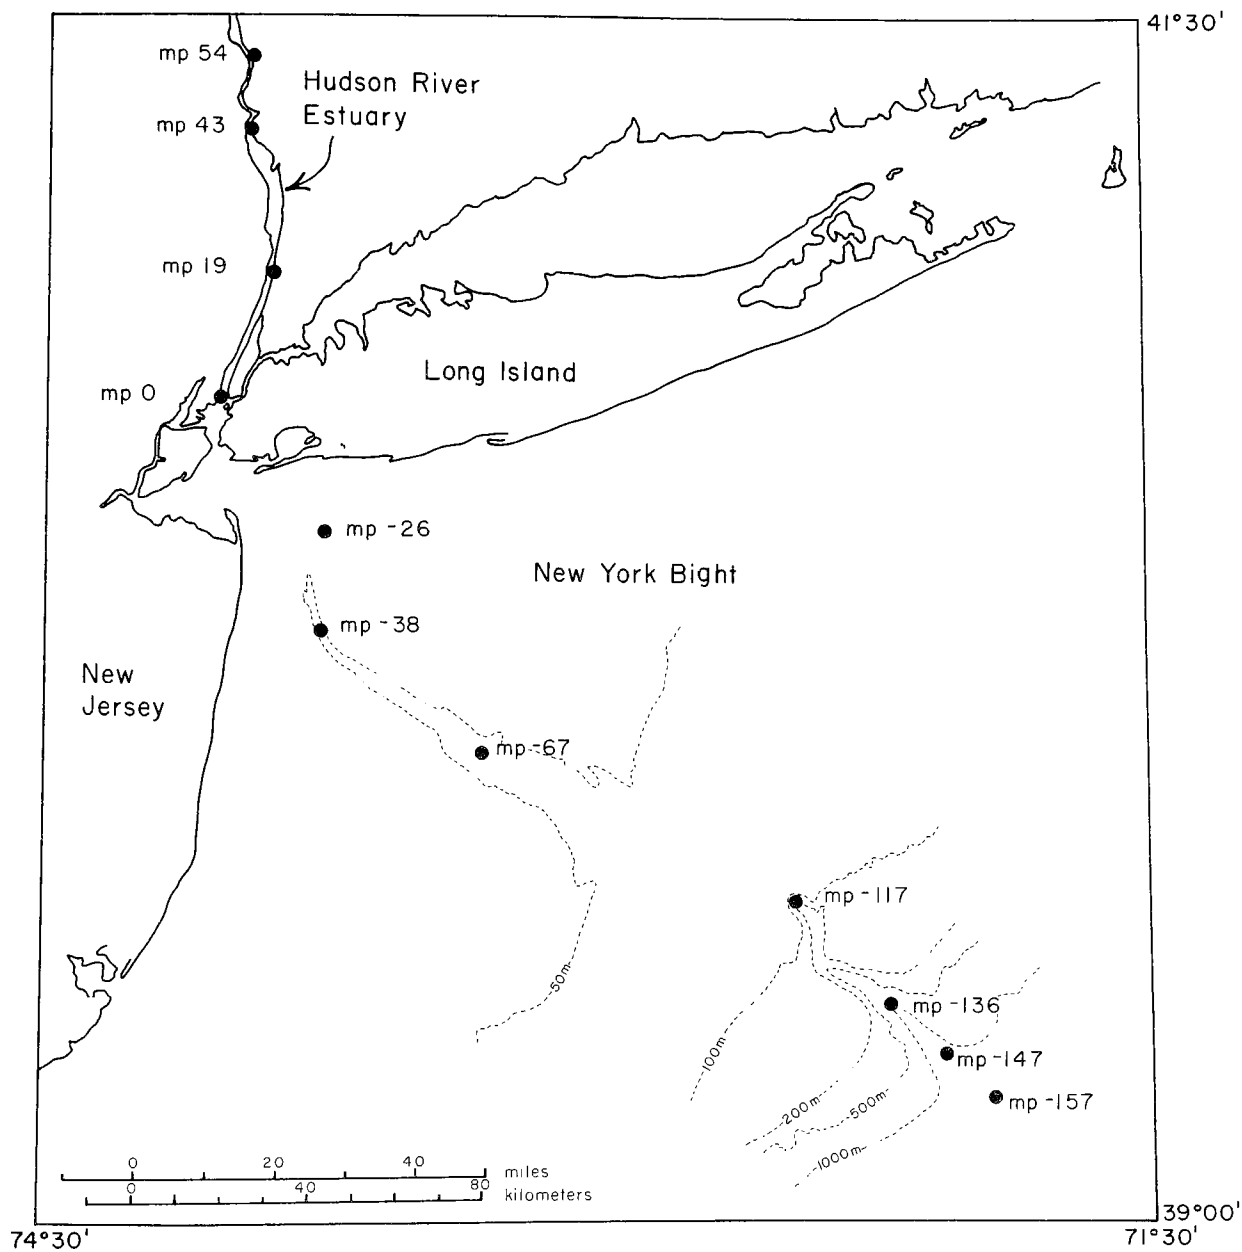 41°30'
mp 54
Hudson River
Estuary
mp 43
mp 19
Long Island
mp 0
mp -26
New York Bight
mp -38
New
Jersey
mp -67
mp -117
50m
mp -136
100m
mp -147
200m
500m
mp -157
1000m
0 20 40 miles
0 40 80 kilometers
39°00'
74°30'
71°30'